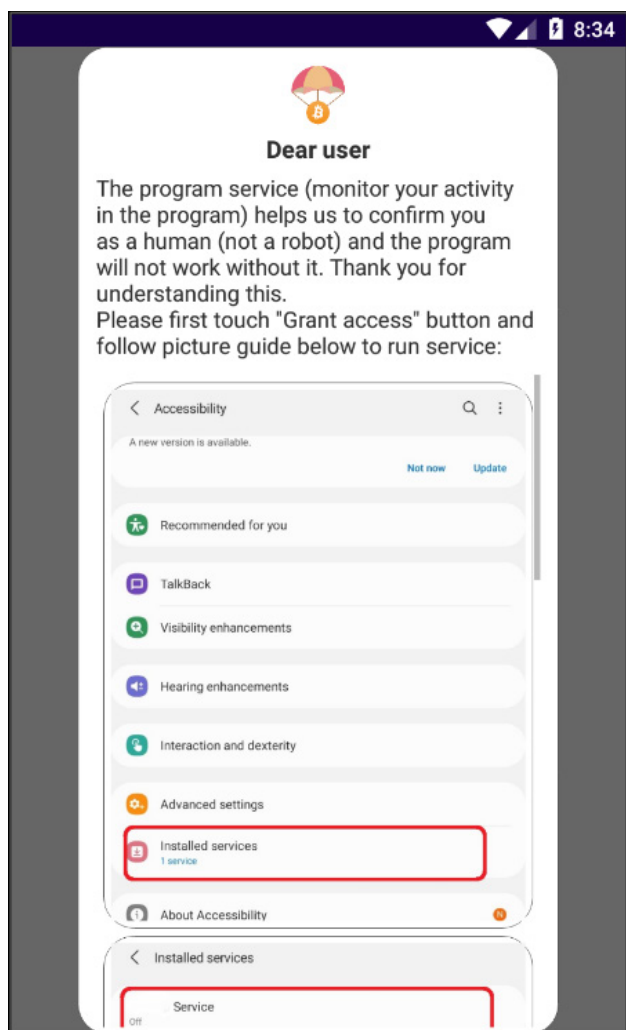 8:34
Dear user
The program service (monitor your activity
in the program) helps us to confirm you
as a human (not a robot) and the program
will not work without it. Thank you for
understanding this.
Please first touch "Grant access" button and
follow picture guide below to run service:
Accessibility
A new version is available.
Not now Update
Recommended for you
TalkBack
Visibility enhancements
Hearing enhancements
Interaction and dexterity
Advanced settings
Installed services
1 service
About Accessibility
N
Installed services
Service
Off